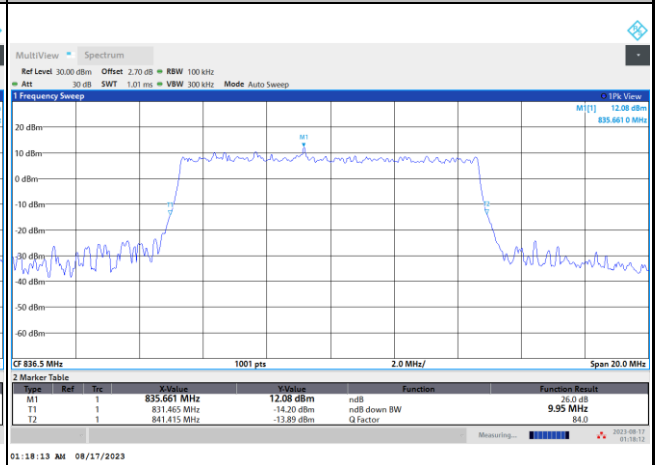 MultiView Spectrum
Ref Level 30.00 dBm Offset 2.70 dB RBW 100 kHz
Att 30 dB SWT 1.01 ms VBW 300 kHz Mode Auto Sweep
1 Frequency Sweep 1Pk View
M1[1] 12.08 dBm
835.661 0 MHz
M1
20 dBm
10 dBm
0 dBm
-10 dBm
T1 T2
-20 dBm
-30 dBm
-40 dBm
-50 dBm
-60 dBm
CF 836.5 MHz 1001 pts 2.0 MHz/ Span 20.0 MHz
2 Marker Table
Type Ref Trc X-Value Y-Value Function Function Result
M1 1 835.661 MHz 12.08 dBm ndB 26.0 dB
T1 1 831.465 MHz -14.20 dBm ndB down BW 9.95 MHz
T2 1 841.415 MHz -13.89 dBm Q Factor 84.0
Measuring... 2023-08-17
01:18:12
01:18:13 AM 08/17/2023